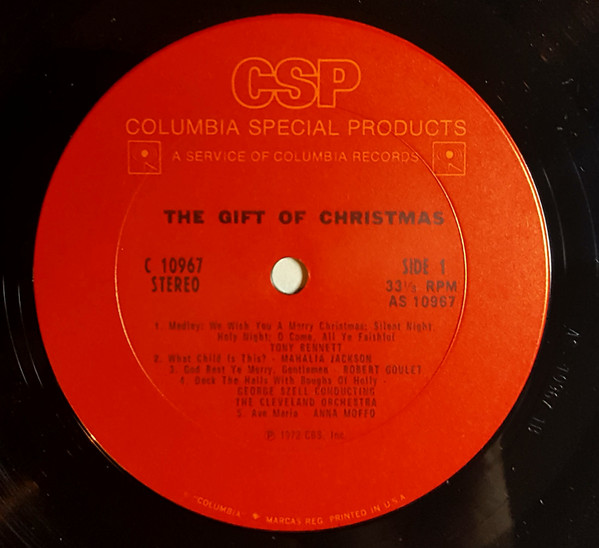 CSP
COLUMBIA SPECIAL PRODUCTS
A SERVICE OF COLUMBIA RECORDS
THE GIFT OF CHRISTMAS
C 10967 SIDE 1
STEREO 33⅓ RPM
AS 10967
1. Medley: We Wish You A Merry Christmas; Silent Night,
Holy Night; O Come, All Ye Faithful
TONY BENNETT
2. What Child Is This? - MAHALIA JACKSON
3. God Rest Ye Merry, Gentlemen - ROBERT GOULET
4. Deck The Halls With Boughs Of Holly -
GEORGE SZELL CONDUCTING
THE CLEVELAND ORCHESTRA
5. Ave Maria - ANNA MOFFO
℗ 1972 CBS, Inc.
"COLUMBIA" MARCAS REG. PRINTED IN U.S.A.